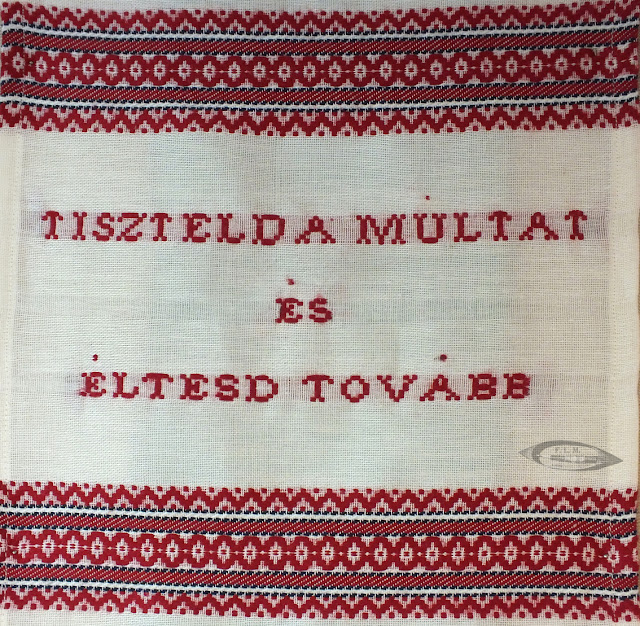 TISZTELD A MÚLTAT
ÉS
ÉLTESD TOVÁBB
F.L.M.